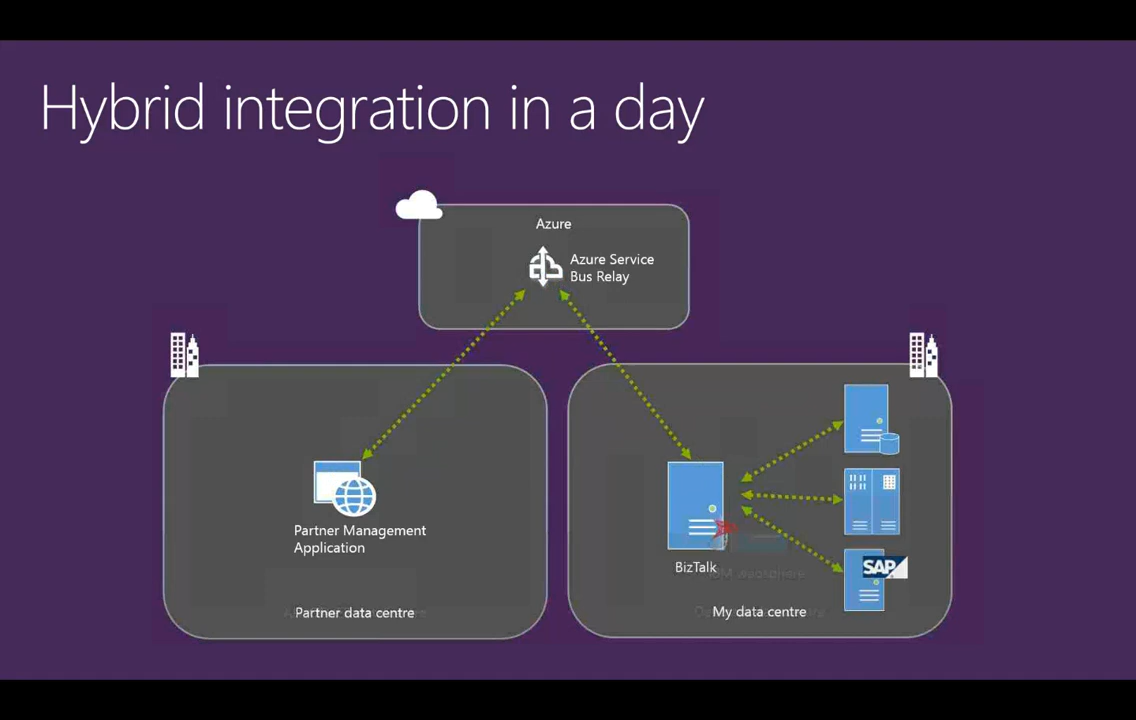 Hybrid integration in a day
Azure
Azure Service
Bus Relay
Partner Management
Application
Partner data centre
BizTalk
SAP
My data centre